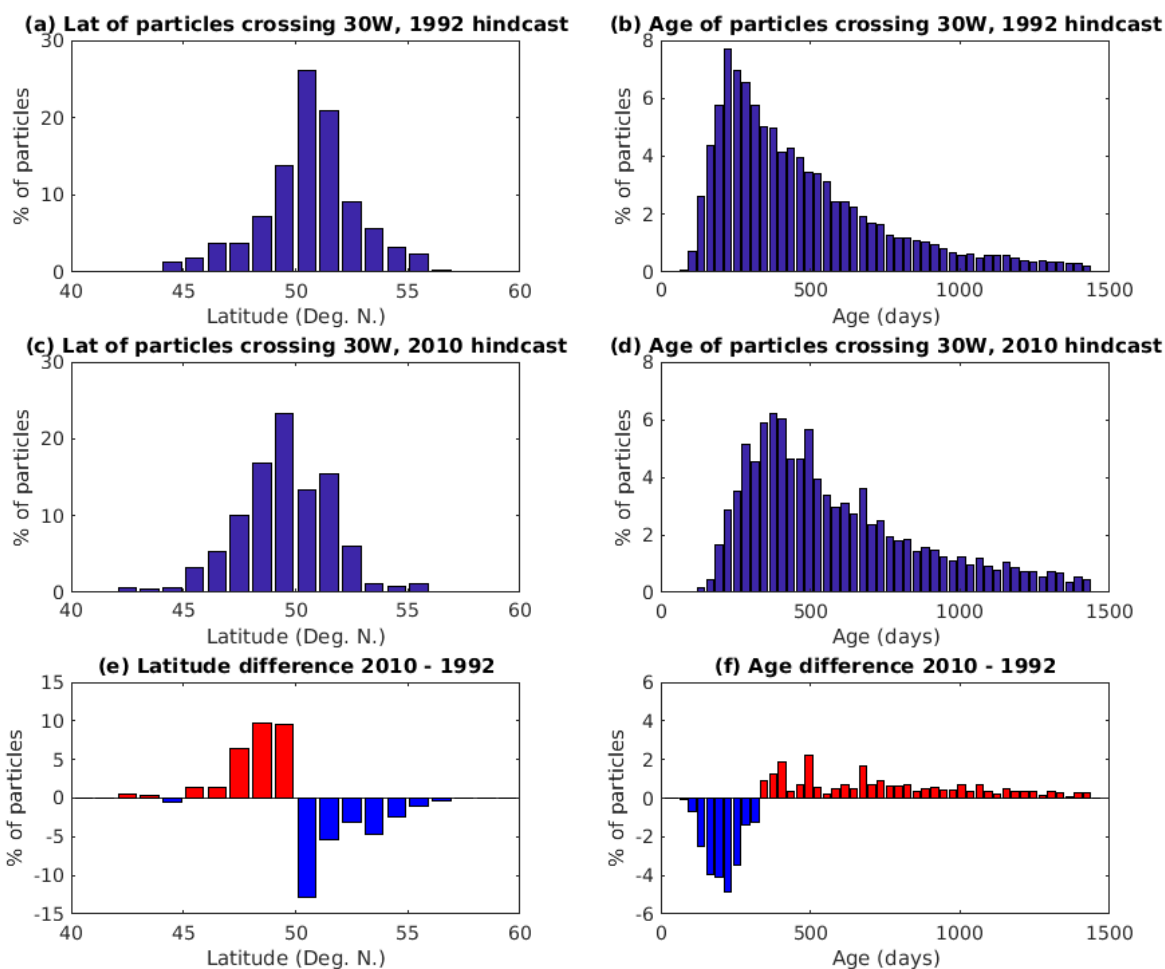 (a) Lat of particles crossing 30W, 1992 hindcast
30
20
10
0
% of particles
40 45 50 55 60
Latitude (Deg. N.)
(b) Age of particles crossing 30W, 1992 hindcast
8
6
4
2
0
% of particles
0 500 1000 1500
Age (days)
(c) Lat of particles crossing 30W, 2010 hindcast
30
20
10
0
% of particles
40 45 50 55 60
Latitude (Deg. N.)
(d) Age of particles crossing 30W, 2010 hindcast
8
6
4
2
0
% of particles
0 500 1000 1500
Age (days)
(e) Latitude difference 2010 - 1992
15
10
5
0
-5
-10
-15
% of particles
40 45 50 55 60
Latitude (Deg. N.)
(f) Age difference 2010 - 1992
6
4
2
0
-2
-4
-6
% of particles
0 500 1000 1500
Age (days)